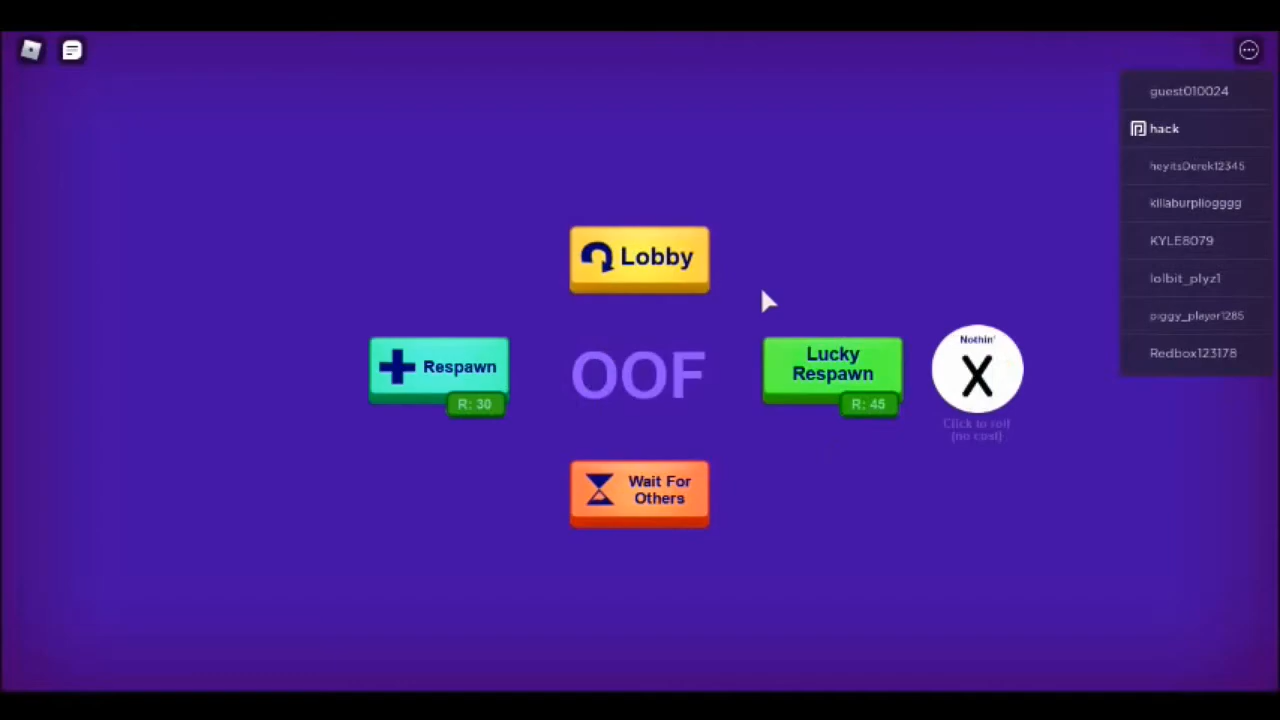 guest010024
hack
heyitsDerek12345
killaburpliogggg
KYLE8079
lolbit_plyz1
piggy_player1285
Redbox123178
Lobby
Respawn
R: 30
OOF
Lucky
Respawn
R: 45
Nothin'
X
Click to roll
(no cost)
Wait For
Others